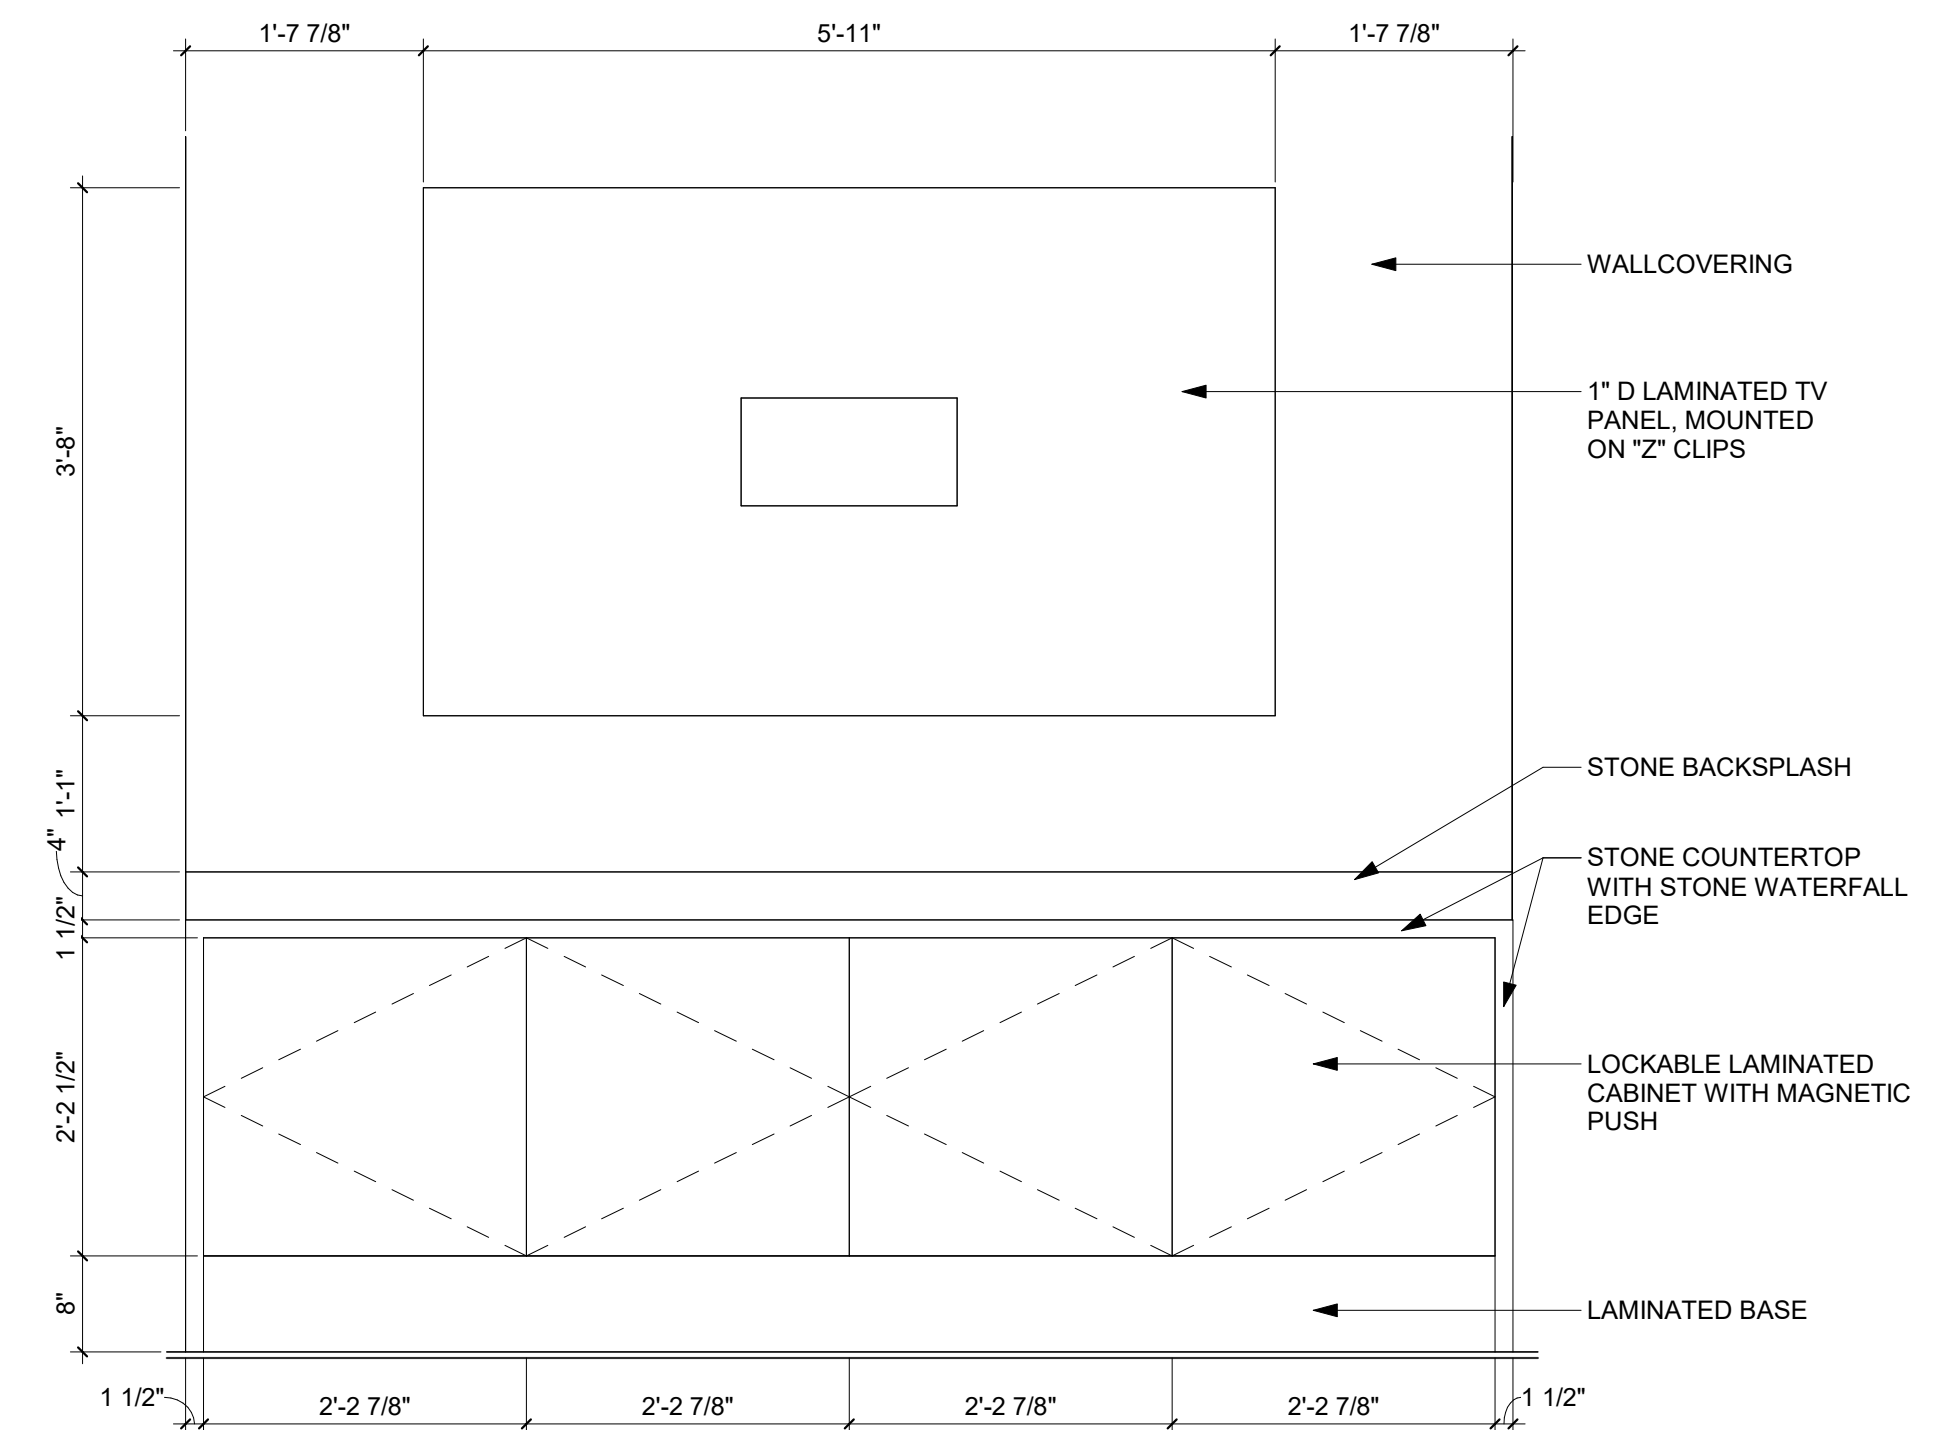 1'-7 7/8"
5'-11"
1'-7 7/8"
WALLCOVERING
1" D LAMINATED TV
PANEL, MOUNTED
ON "Z" CLIPS
3'-8"
STONE BACKSPLASH
1'-1"
4"
STONE COUNTERTOP
WITH STONE WATERFALL
EDGE
1 1/2"
LOCKABLE LAMINATED
CABINET WITH MAGNETIC
PUSH
2'-2 1/2"
8"
LAMINATED BASE
1 1/2"
2'-2 7/8"
2'-2 7/8"
2'-2 7/8"
2'-2 7/8"
1 1/2"